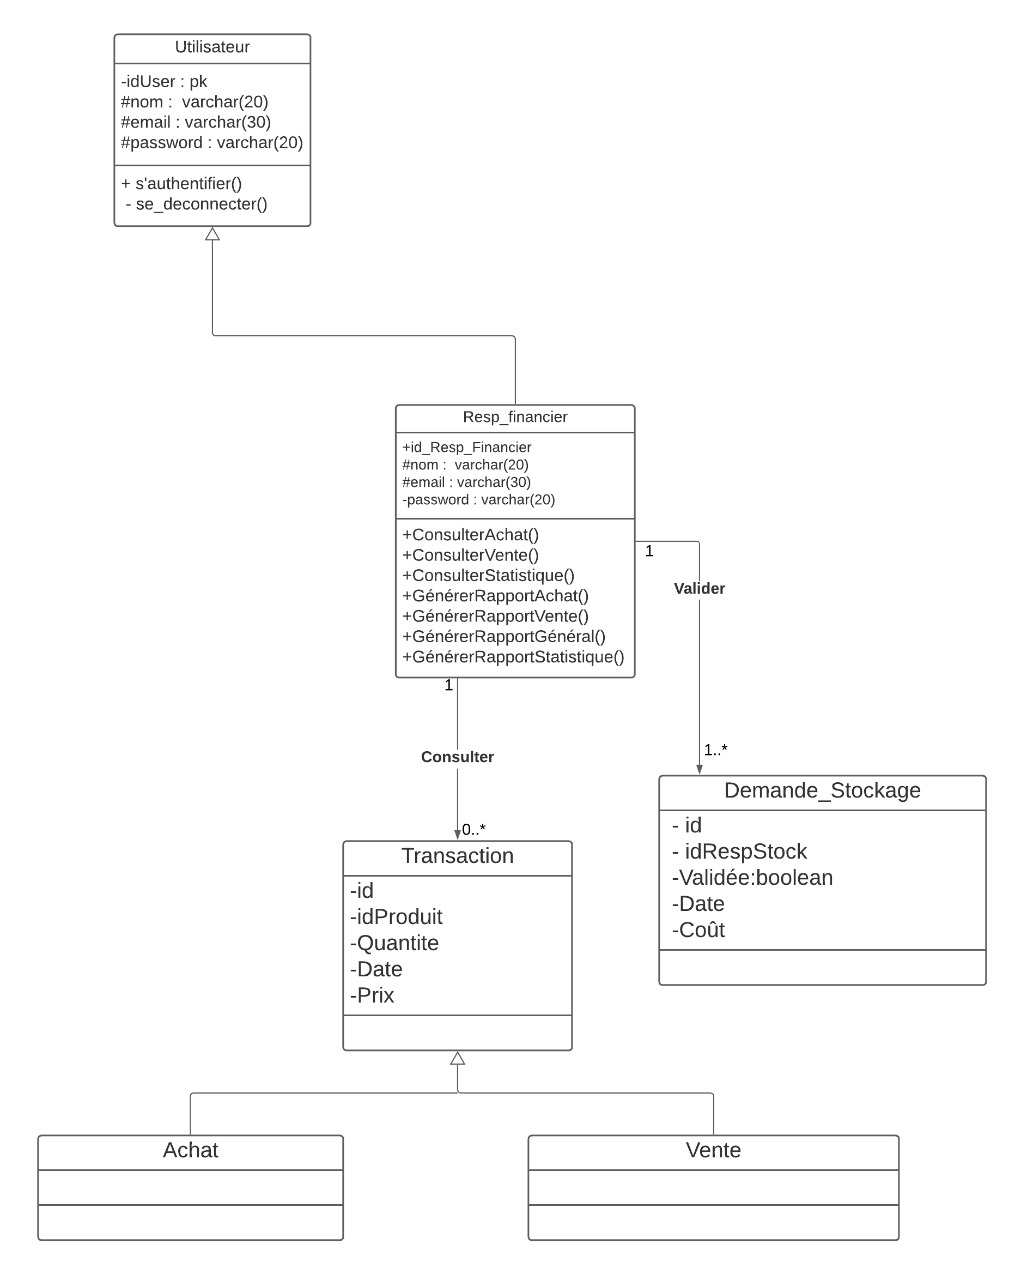 Utilisateur
-idUser : pk
#nom :  varchar(20)
#email : varchar(30)
#password : varchar(20)
+ s'authentifier()
- se_deconnecter()
Resp_financier
+id_Resp_Financier
#nom :  varchar(20)
#email : varchar(30)
-password : varchar(20)
+ConsulterAchat()
+ConsulterVente()
+ConsulterStatistique()
+GénérerRapportAchat()
+GénérerRapportVente()
+GénérerRapportGénéral()
+GénérerRapportStatistique()
1
Valider
1..*
1
Consulter
0..*
Demande_Stockage
- id
- idRespStock
-Validée:boolean
-Date
-Coût
Transaction
-id
-idProduit
-Quantite
-Date
-Prix
Achat
Vente